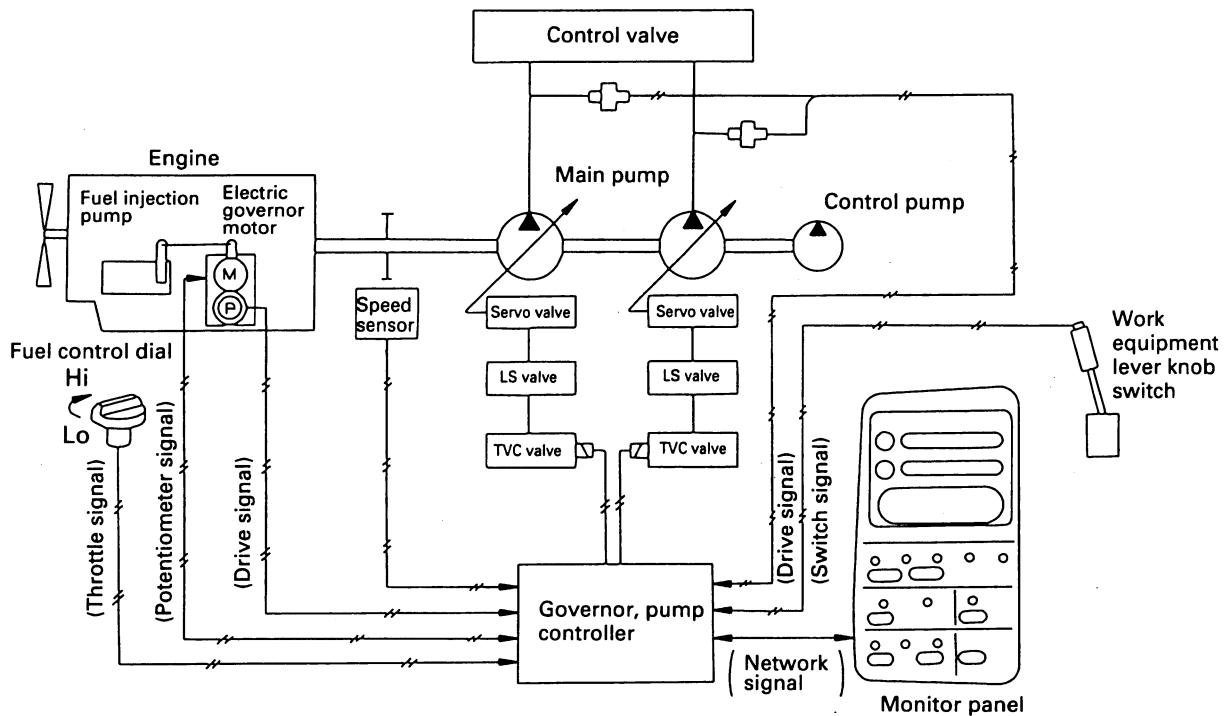 Control valve
Engine
Main pump
Fuel injection
pump
Electric
governor
motor
Control pump
M
P
Speed
sensor
Servo valve
Servo valve
Fuel control dial
Hi
Lo
LS valve
LS valve
Work
equipment
lever knob
switch
TVC valve
TVC valve
(Throttle signal)
(Potentiometer signal)
(Drive signal)
(Drive signal)
(Switch signal)
Governor, pump
controller
(Network
signal)
Monitor panel